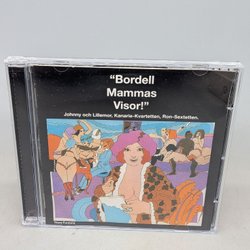 "Bordell
Mammas
Visor!"
Johnny och Lillemor, Kanarie-Kvartetten, Ron-Sextetten.